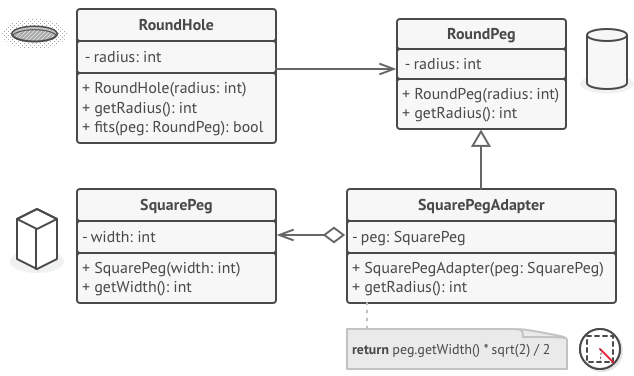 RoundHole
- radius: int
+ RoundHole(radius: int)
+ getRadius(): int
+ fits(peg: RoundPeg): bool
RoundPeg
- radius: int
+ RoundPeg(radius: int)
+ getRadius(): int
SquarePeg
- width: int
+ SquarePeg(width: int)
+ getWidth(): int
SquarePegAdapter
- peg: SquarePeg
+ SquarePegAdapter(peg: SquarePeg)
+ getRadius(): int
return peg.getWidth() * sqrt(2) / 2